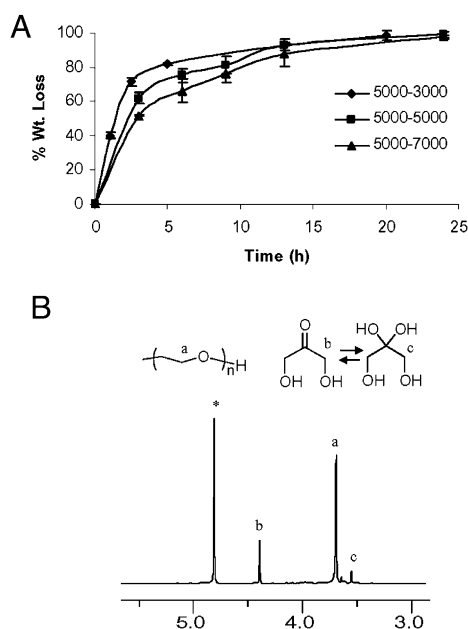 A
% Wt. Loss
120
100
80
60
40
20
0
0 5 10 15 20 25
Time (h)
5000-3000
5000-5000
5000-7000
B
a
O
n
H
O
b
OH OH
HO OH
c
OH OH
*
b
a
c
5.0 4.0 3.0